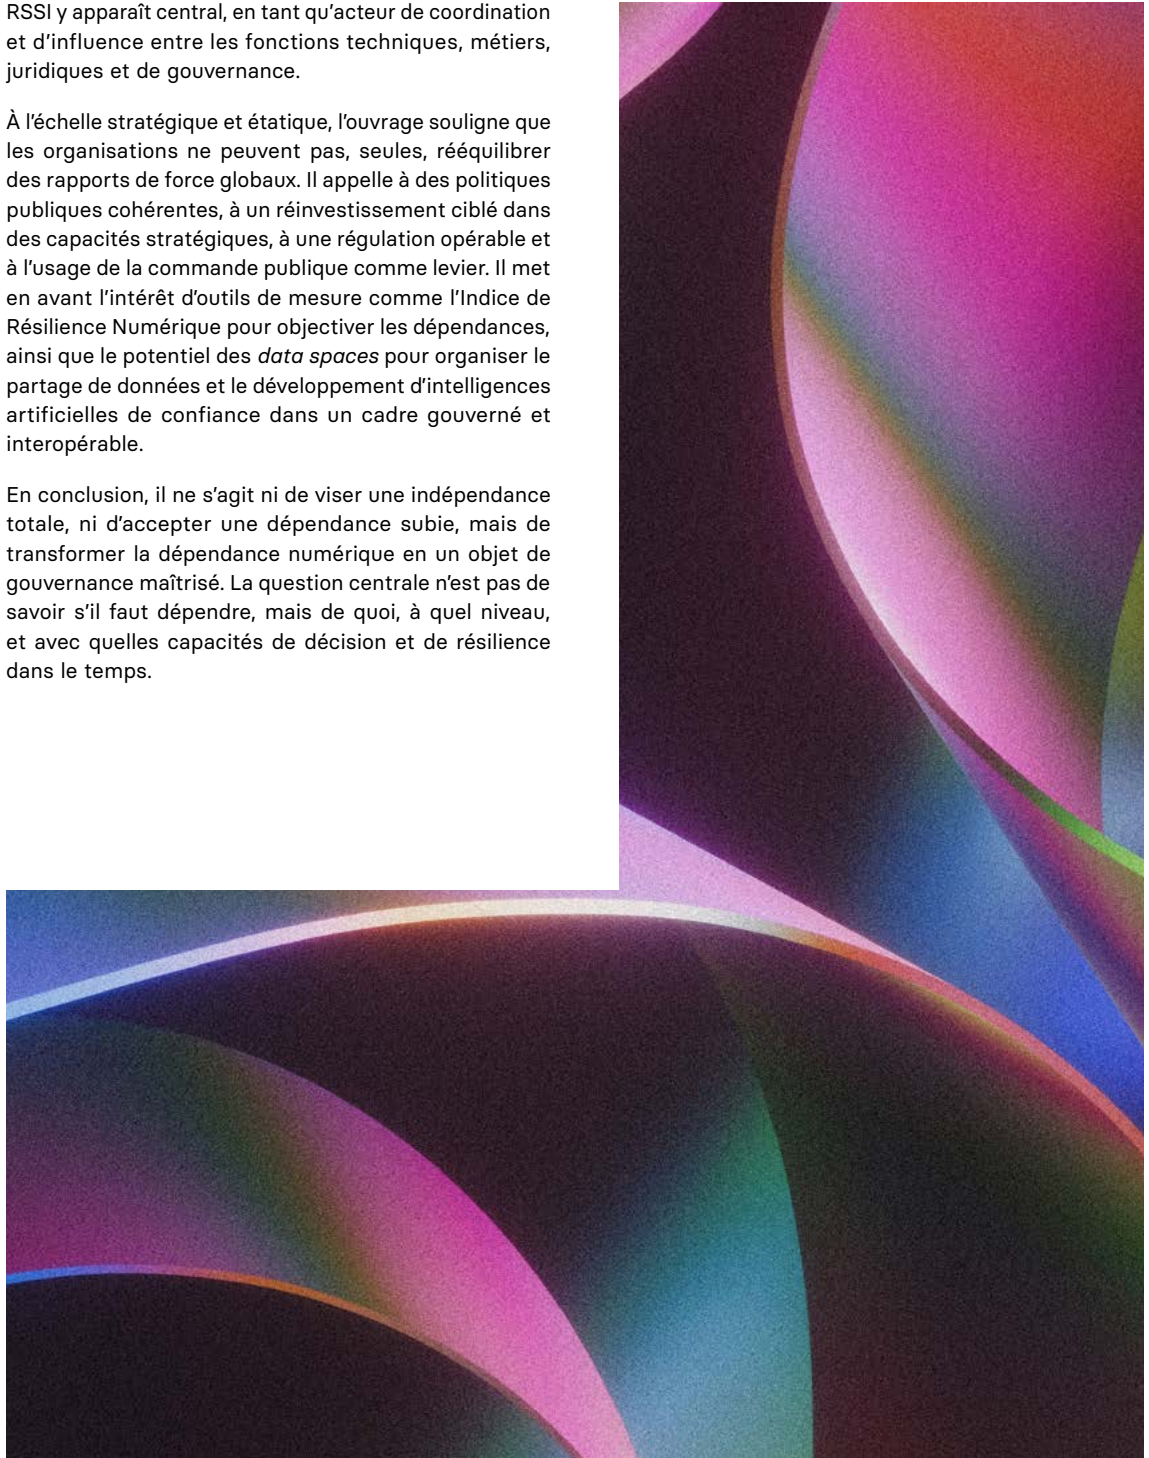 RSSI y apparaît central, en tant qu’acteur de coordination
et d’influence entre les fonctions techniques, métiers,
juridiques et de gouvernance.
À l’échelle stratégique et étatique, l’ouvrage souligne que
les organisations ne peuvent pas, seules, rééquilibrer
des rapports de force globaux. Il appelle à des politiques
publiques cohérentes, à un réinvestissement ciblé dans
des capacités stratégiques, à une régulation opérable et
à l’usage de la commande publique comme levier. Il met
en avant l’intérêt d’outils de mesure comme l’Indice de
Résilience Numérique pour objectiver les dépendances,
ainsi que le potentiel des data spaces pour organiser le
partage de données et le développement d’intelligences
artificielles de confiance dans un cadre gouverné et
interopérable.
En conclusion, il ne s’agit ni de viser une indépendance
totale, ni d’accepter une dépendance subie, mais de
transformer la dépendance numérique en un objet de
gouvernance maîtrisé. La question centrale n’est pas de
savoir s’il faut dépendre, mais de quoi, à quel niveau,
et avec quelles capacités de décision et de résilience
dans le temps.